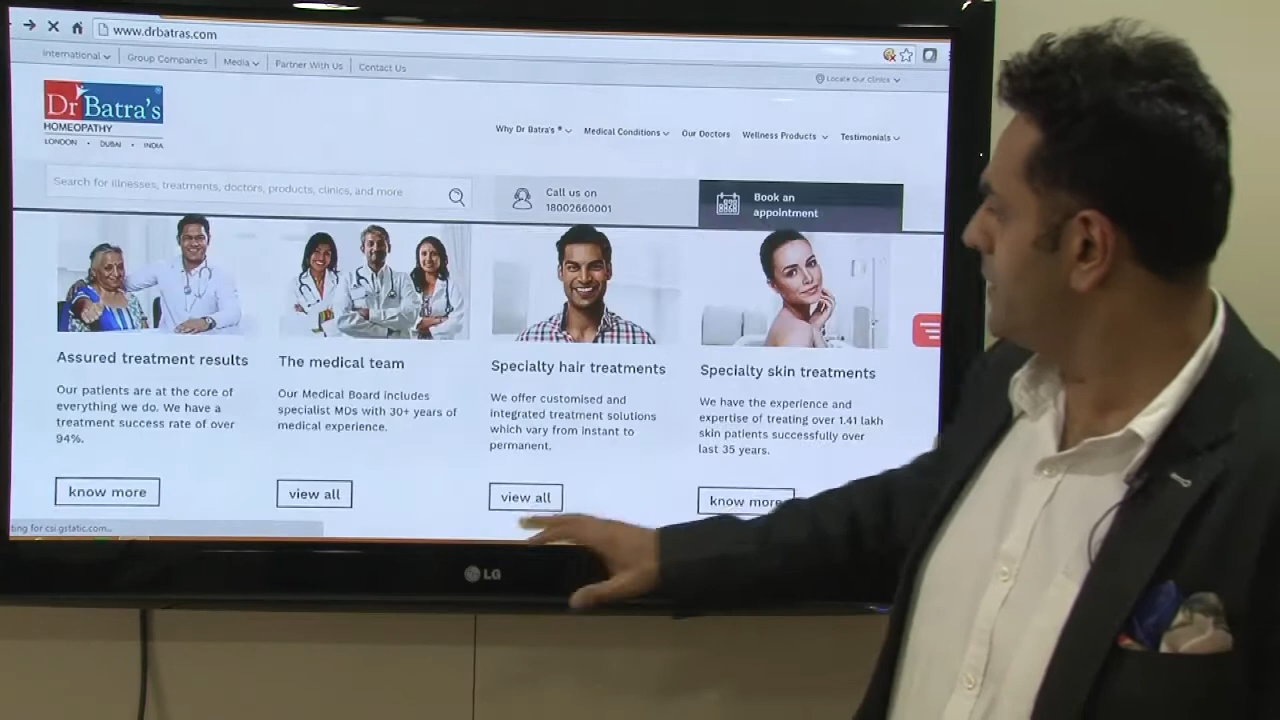 www.drbatras.com
International
Group Companies
Media
Partner With Us
Contact Us
Locate Our Clinics
Dr Batra's®
HOMEOPATHY
LONDON • DUBAI • INDIA
Why Dr Batra's ®
Medical Conditions
Our Doctors
Wellness Products
Testimonials
Search for illnesses, treatments, doctors, products, clinics, and more
Call us on
18002660001
Book an
appointment
Assured treatment results
Our patients are at the core of
everything we do. We have a
treatment success rate of over
94%.
know more
The medical team
Our Medical Board includes
specialist MDs with 30+ years of
medical experience.
view all
Specialty hair treatments
We offer customised and
integrated treatment solutions
which vary from instant to
permanent.
view all
Specialty skin treatments
We have the experience and
expertise of treating over 1.41 lakh
skin patients successfully over
last 35 years.
know more
ting for csi.gstatic.com...
LG